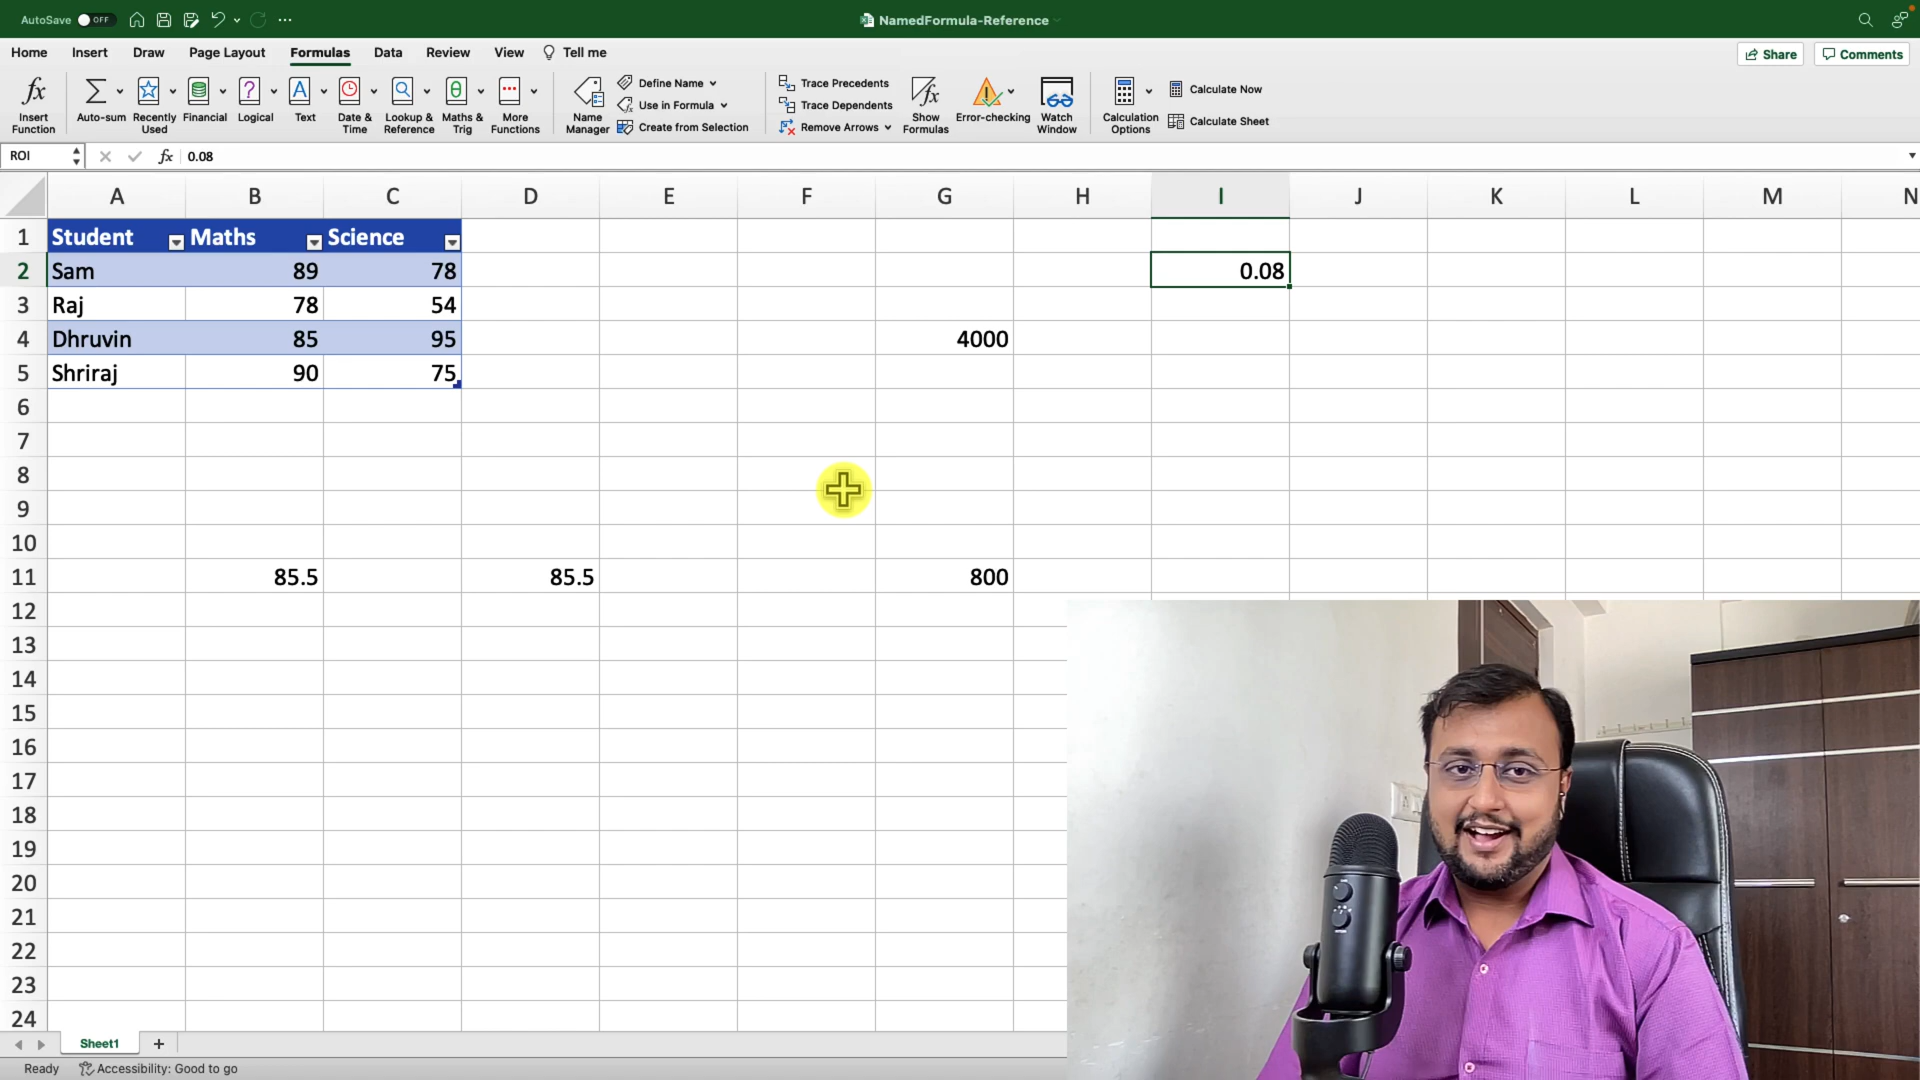 AutoSave OFF NamedFormula-Reference
Home Insert Draw Page Layout Formulas Data Review View Tell me Share Comments
Insert Function
Auto-sum
Recently Used
Financial
Logical
Text
Date & Time
Lookup & Reference
Maths & Trig
More Functions
Name Manager
Define Name
Use in Formula
Create from Selection
Trace Precedents
Trace Dependents
Remove Arrows
Show Formulas
Error-checking
Watch Window
Calculation Options
Calculate Now
Calculate Sheet
ROI fx 0.08
A B C D E F G H I J K L M N
1 Student Maths Science
2 Sam 89 78 0.08
3 Raj 78 54
4 Dhruvin 85 95 4000
5 Shriraj 90 75
6
7
8
9
10
11 85.5 85.5 800
12
13
14
15
16
17
18
19
20
21
22
23
24
Sheet1 +
Ready Accessibility: Good to go